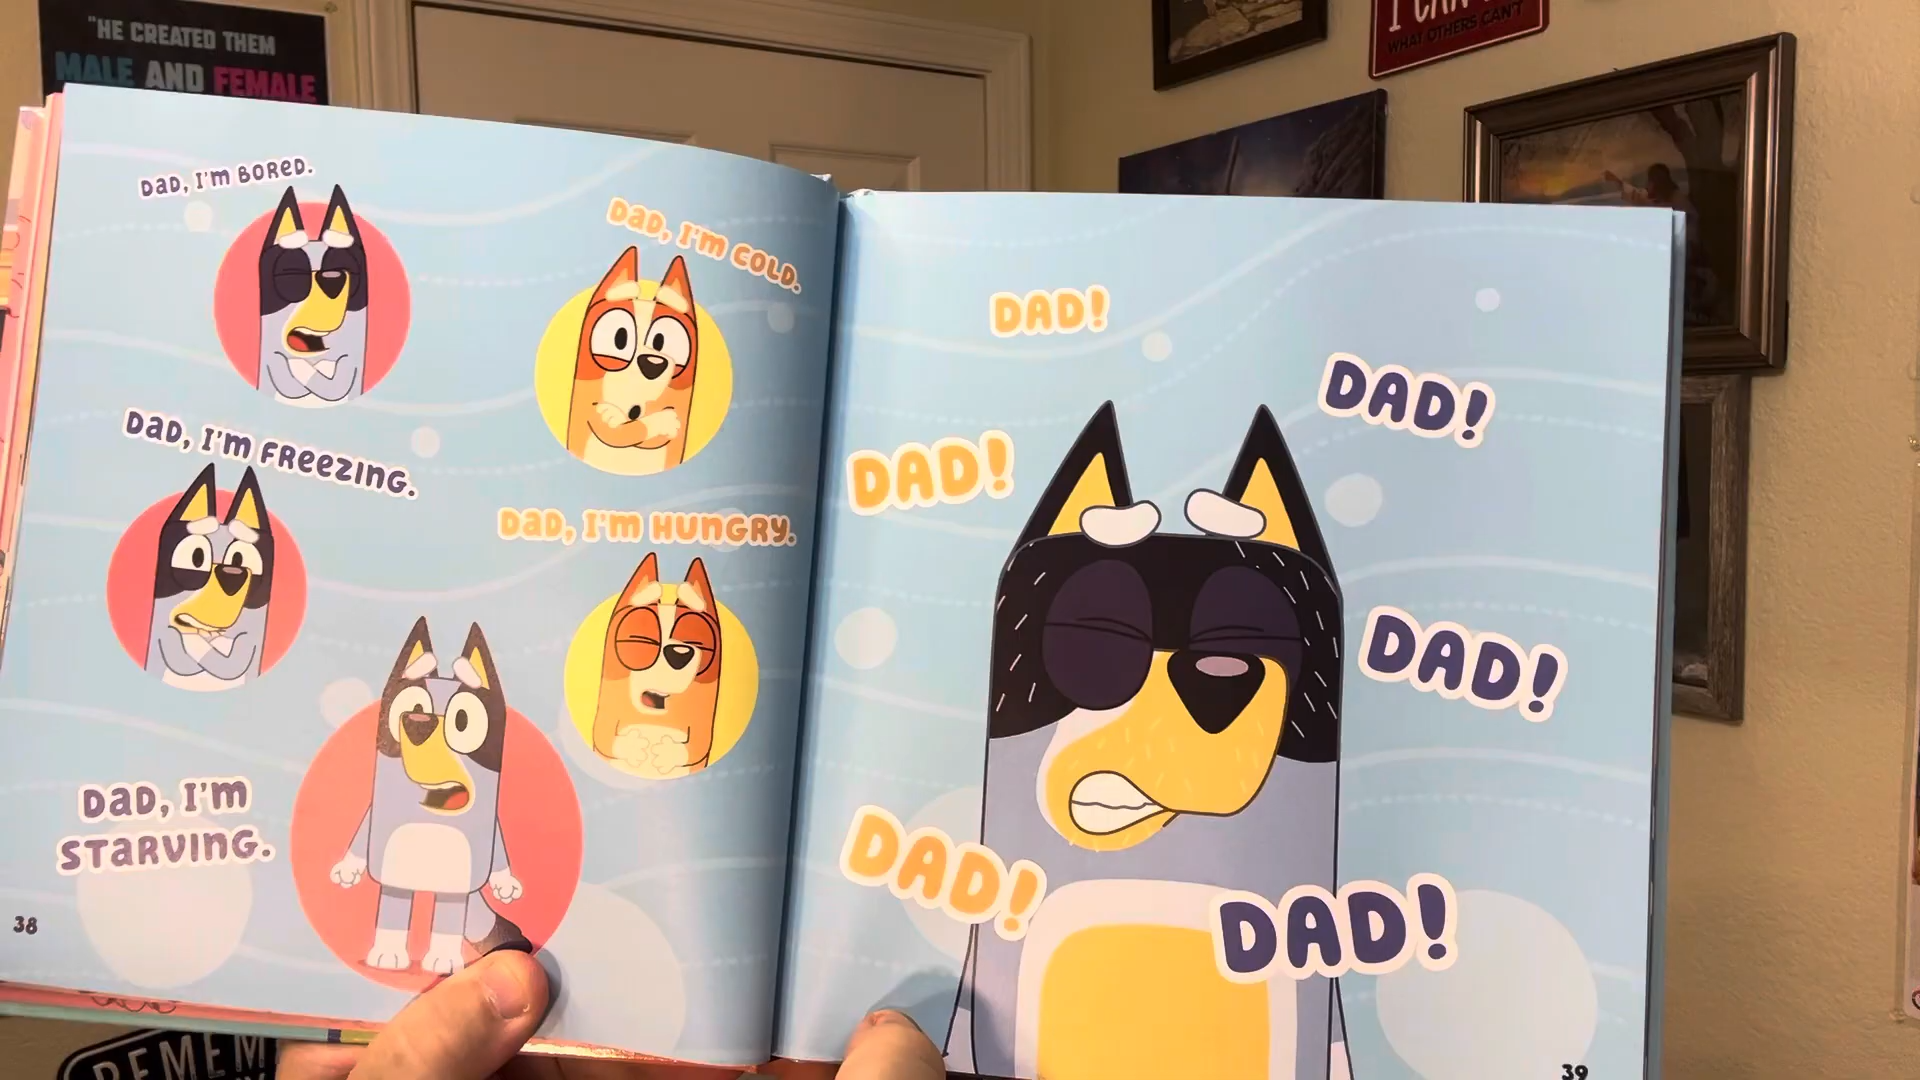 "HE CREATED THEM
MALE AND FEMALE
I CAN
WHAT OTHERS CAN'T
Dad, I'm BORED.
Dad, I'm COLD.
Dad, I'm FREEZING.
Dad, I'm HUNGRY.
Dad, I'm
STARVING.
38
DAD!
DAD!
DAD!
DAD!
DAD!
DAD!
39